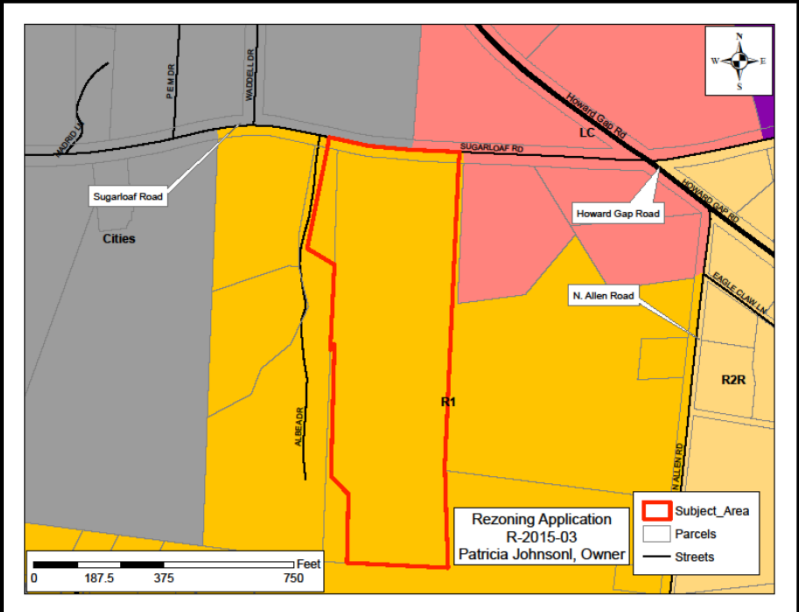 N
W E
S
PEM DR
WADDELL DR
MADRID LN
Howard Gap Rd
LC
SUGARLOAF RD
Sugarloaf Road
HOWARD GAP RD
Howard Gap Road
Cities
EAGLE CLAW LN
N. Allen Road
R2R
R1
ALBEA DR
N ALLEN RD
Rezoning Application
R-2015-03
Patricia Johnsonl, Owner
Subject_Area
Parcels
Streets
Feet
0 187.5 375 750